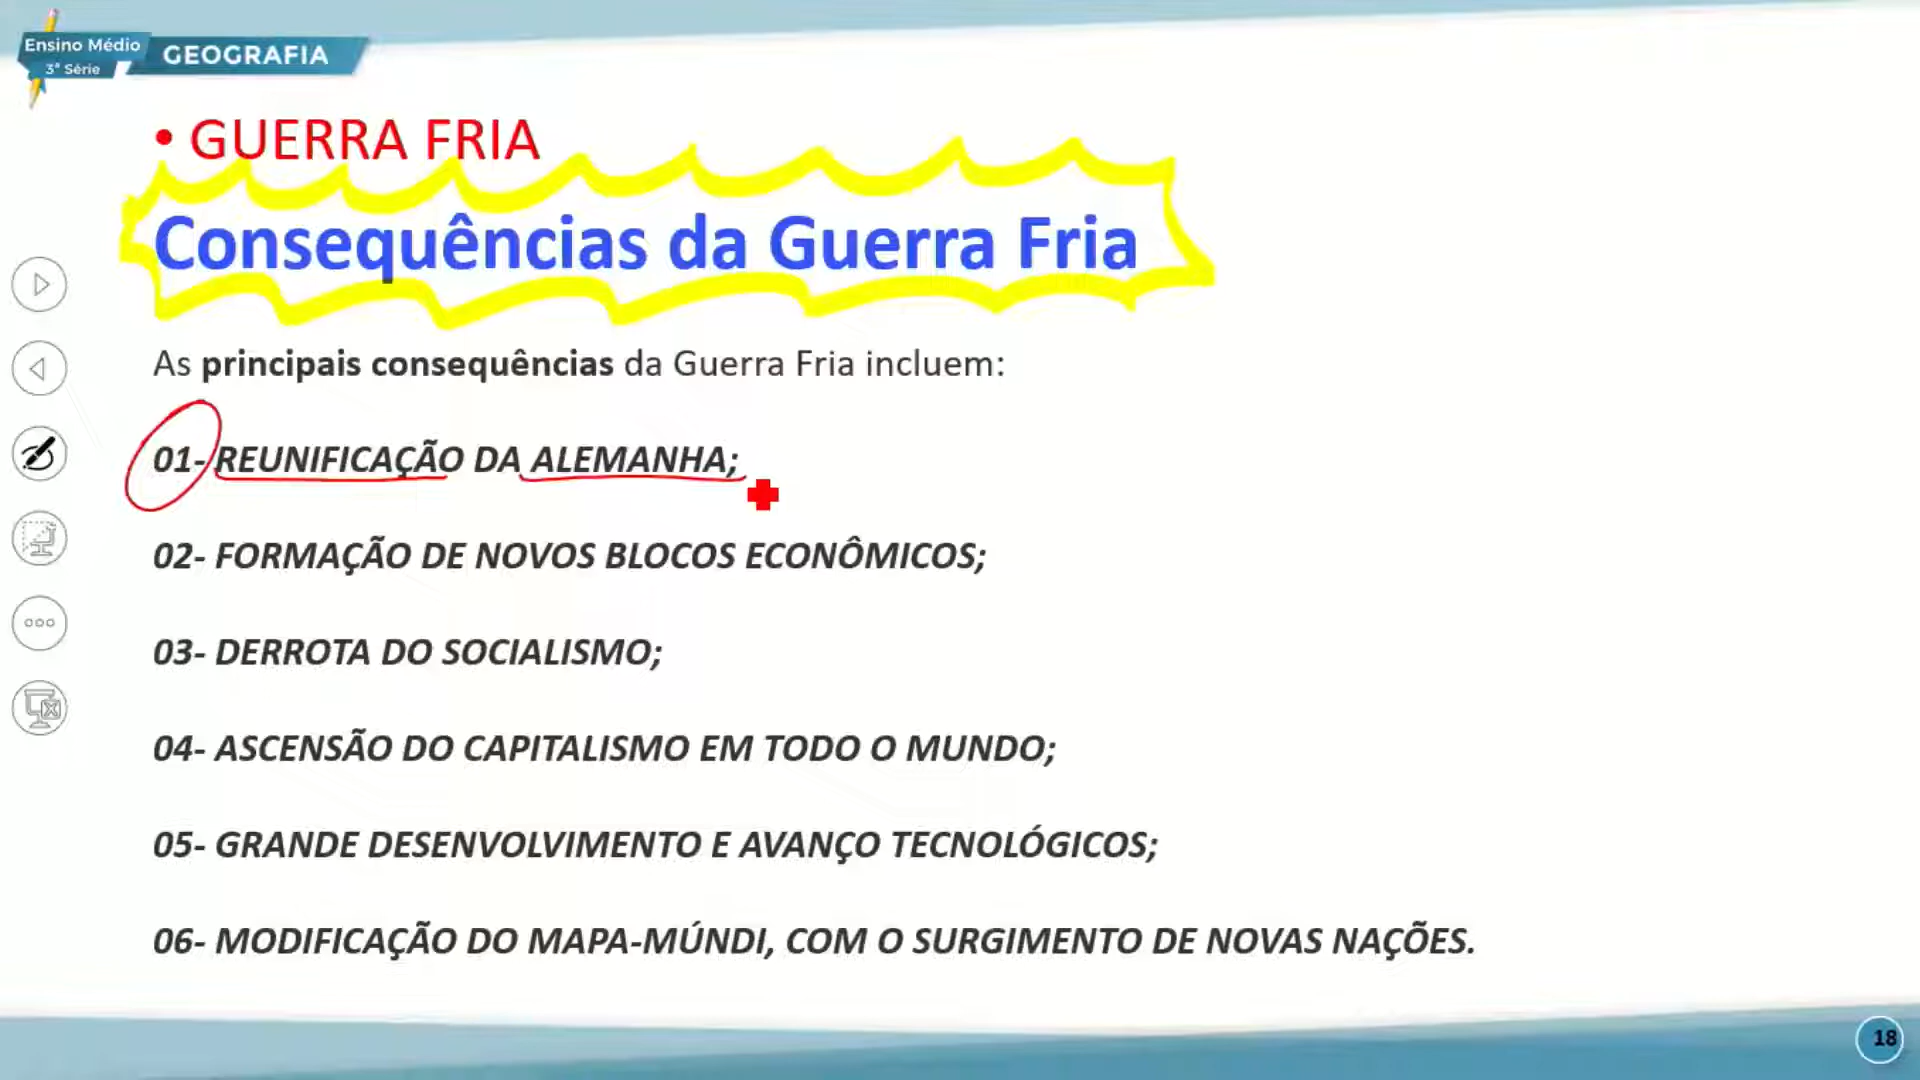 Ensino Médio
3ª Série
GEOGRAFIA
• GUERRA FRIA
Consequências da Guerra Fria
As principais consequências da Guerra Fria incluem:
01- REUNIFICAÇÃO DA ALEMANHA;
02- FORMAÇÃO DE NOVOS BLOCOS ECONÔMICOS;
03- DERROTA DO SOCIALISMO;
04- ASCENSÃO DO CAPITALISMO EM TODO O MUNDO;
05- GRANDE DESENVOLVIMENTO E AVANÇO TECNOLÓGICOS;
06- MODIFICAÇÃO DO MAPA-MÚNDI, COM O SURGIMENTO DE NOVAS NAÇÕES.
18